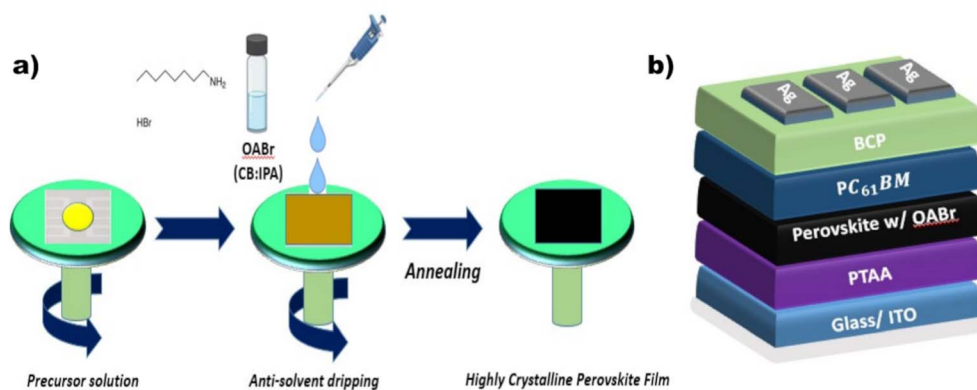 a)
NH₂
HBr
OABr
(CB:IPA)
Annealing
Precursor solution
Anti-solvent dripping
Highly Crystalline Perovskite Film
b)
Ag Ag Ag
BCP
PC₆₁BM
Perovskite w/ OABr
PTAA
Glass/ ITO